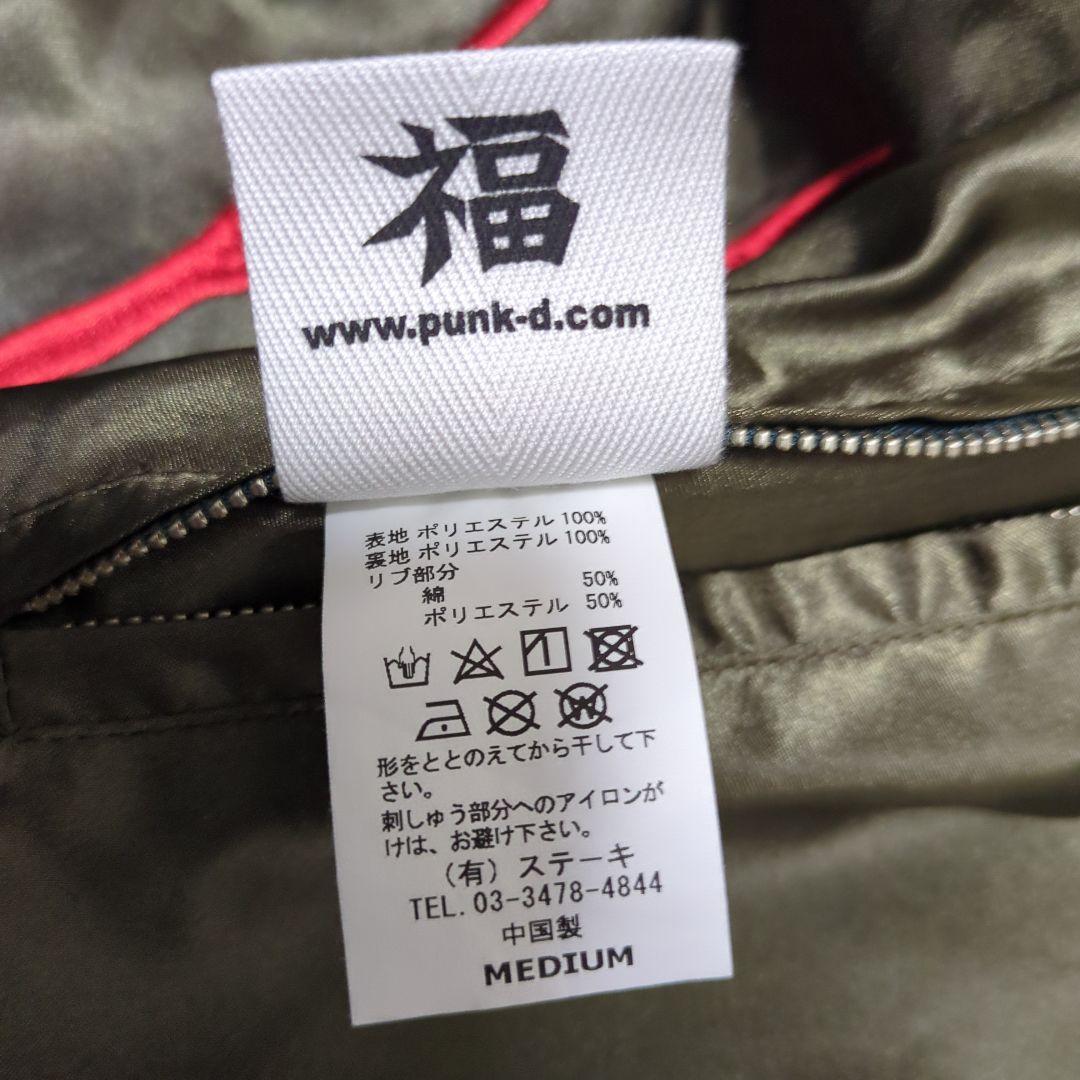 福
www.punk-d.com
表地 ポリエステル 100%
裏地 ポリエステル 100%
リブ部分
綿 50%
ポリエステル 50%
形をととのえてから干して下
さい。
刺しゅう部分へのアイロンが
けは、お避け下さい。
(有) ステーキ
TEL. 03-3478-4844
中国製
MEDIUM